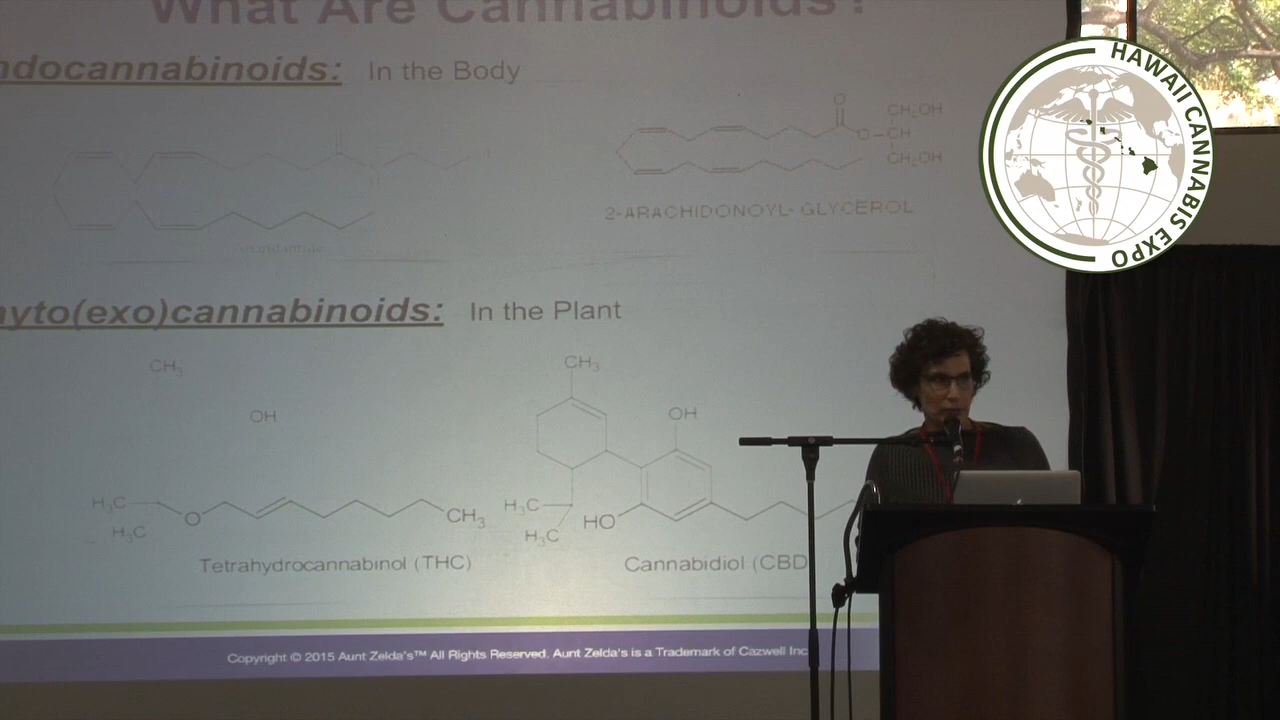 What Are Cannabinoids?
ndocannabinoids: In the Body
O
CH₂OH
O
CH
CH₂OH
2-ARACHIDONOYL- GLYCEROL
Anandamide
hyto(exo)cannabinoids: In the Plant
CH₃
OH
H₃C
H₃C
O
CH₃
Tetrahydrocannabinol (THC)
CH₃
OH
H₃C
H₃C
HO
Cannabidiol (CBD
Copyright © 2015 Aunt Zelda's™ All Rights Reserved. Aunt Zelda's is a Trademark of Cazwell Inc
HAWAII CANNABIS EXPO